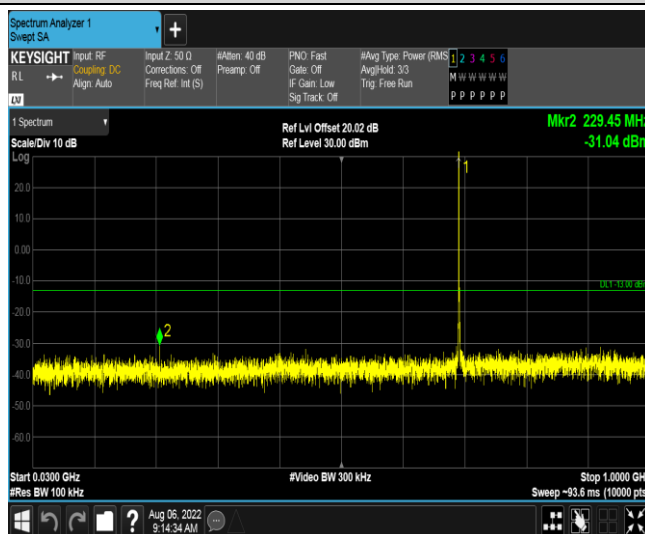 Spectrum Analyzer 1
Swept SA
KEYSIGHT
RL
LXI
Input: RF
Coupling: DC
Align: Auto
Input Z: 50 Ω
Corrections: Off
Freq Ref: Int (S)
#Atten: 40 dB
Preamp: Off
PNO: Fast
Gate: Off
IF Gain: Low
Sig Track: Off
#Avg Type: Power (RMS
Avg|Hold: 3/3
Trig: Free Run
1 2 3 4 5 6
M W W W W W
P P P P P P
1 Spectrum
Scale/Div 10 dB
Ref Lvl Offset 20.02 dB
Ref Level 30.00 dBm
Mkr2 229.45 MHz
-31.04 dBm
Log
1
20.0
10.0
0.00
-10.0
DL1 -13.00 dBm
-20.0
2
-30.0
-40.0
-50.0
-60.0
Start 0.0300 GHz
#Res BW 100 kHz
#Video BW 300 kHz
Stop 1.0000 GH
Sweep ~93.6 ms (10000 pts
?
Aug 06, 2022
9:14:34 AM